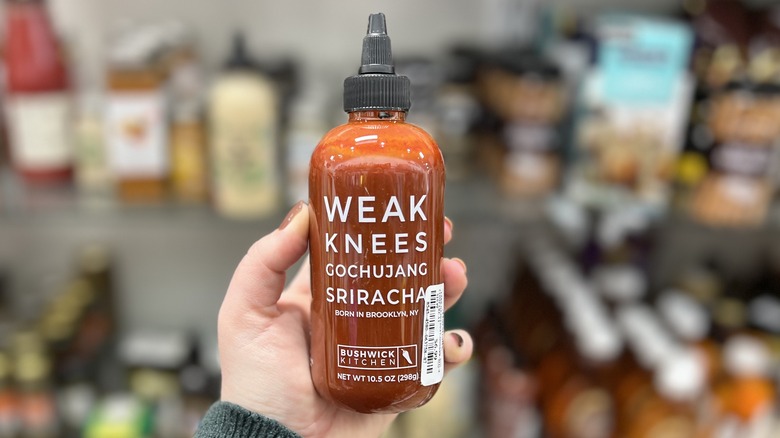 WEAK
KNEES
GOCHUJANG
SRIRACHA
BORN IN BROOKLYN, NY
BUSHWICK
KITCHEN
NET WT 10.5 OZ (298g)